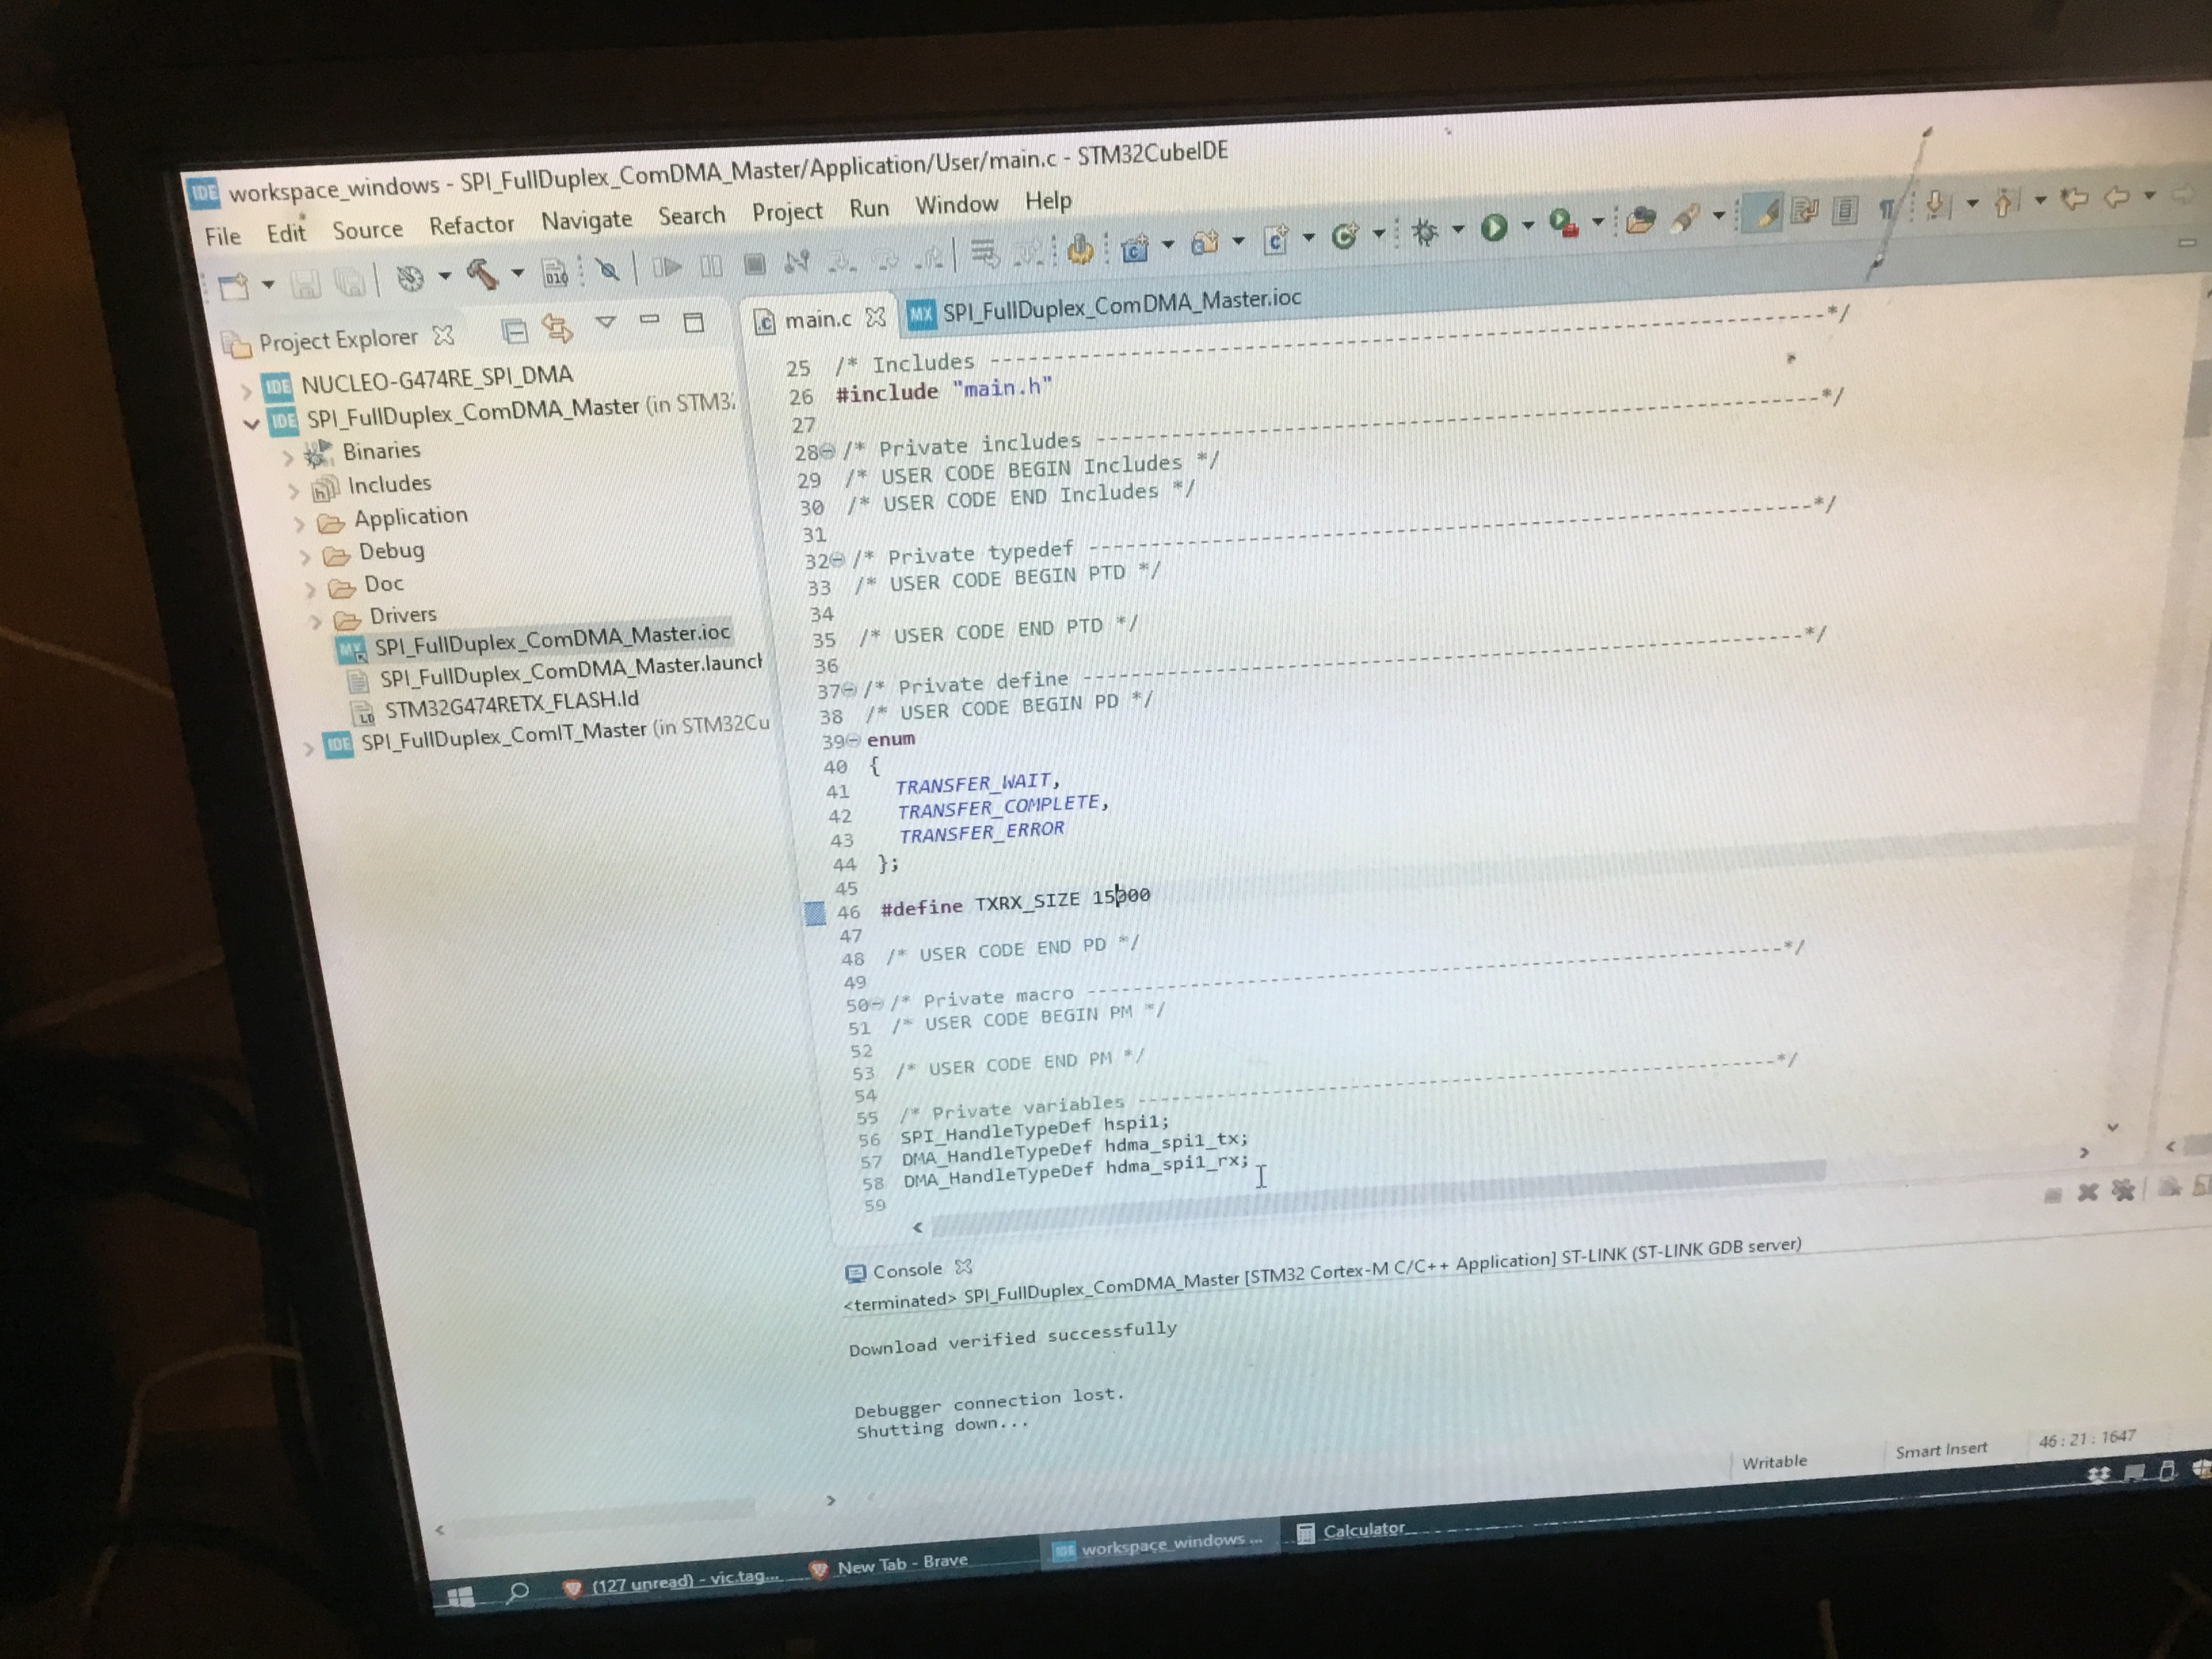 IDE workspace_windows - SPI_FullDuplex_ComDMA_Master/Application/User/main.c - STM32CubeIDE
File Edit Source Refactor Navigate Search Project Run Window Help
Project Explorer
NUCLEO-G474RE_SPI_DMA
SPI_FullDuplex_ComDMA_Master (in STM3
Binaries
Includes
Application
Debug
Doc
Drivers
SPI_FullDuplex_ComDMA_Master.ioc
SPI_FullDuplex_ComDMA_Master.launch
STM32G474RETX_FLASH.ld
SPI_FullDuplex_ComIT_Master (in STM32Cu
main.c
MX SPI_FullDuplex_ComDMA_Master.ioc
25 /* Includes ------------------------------------------------------------------*/
26 #include "main.h"
27
28 /* Private includes ----------------------------------------------------------*/
29 /* USER CODE BEGIN Includes */
30 /* USER CODE END Includes */
31
32 /* Private typedef -----------------------------------------------------------*/
33 /* USER CODE BEGIN PTD */
34
35 /* USER CODE END PTD */
36
37 /* Private define ------------------------------------------------------------*/
38 /* USER CODE BEGIN PD */
39 enum
40 {
41 TRANSFER_WAIT,
42 TRANSFER_COMPLETE,
43 TRANSFER_ERROR
44 };
45
46 #define TXRX_SIZE 15000
47
48 /* USER CODE END PD */
49
50 /* Private macro -------------------------------------------------------------*/
51 /* USER CODE BEGIN PM */
52
53 /* USER CODE END PM */
54
55 /* Private variables ---------------------------------------------------------*/
56 SPI_HandleTypeDef hspi1;
57 DMA_HandleTypeDef hdma_spi1_tx;
58 DMA_HandleTypeDef hdma_spi1_rx;
59
Console
<terminated> SPI_FullDuplex_ComDMA_Master [STM32 Cortex-M C/C++ Application] ST-LINK (ST-LINK GDB server)
Download verified successfully
Debugger connection lost.
Shutting down...
Writable Smart Insert 46 : 21 : 1647
(127 unread) - vic.tag... New Tab - Brave IDE workspace_windows ... Calculator